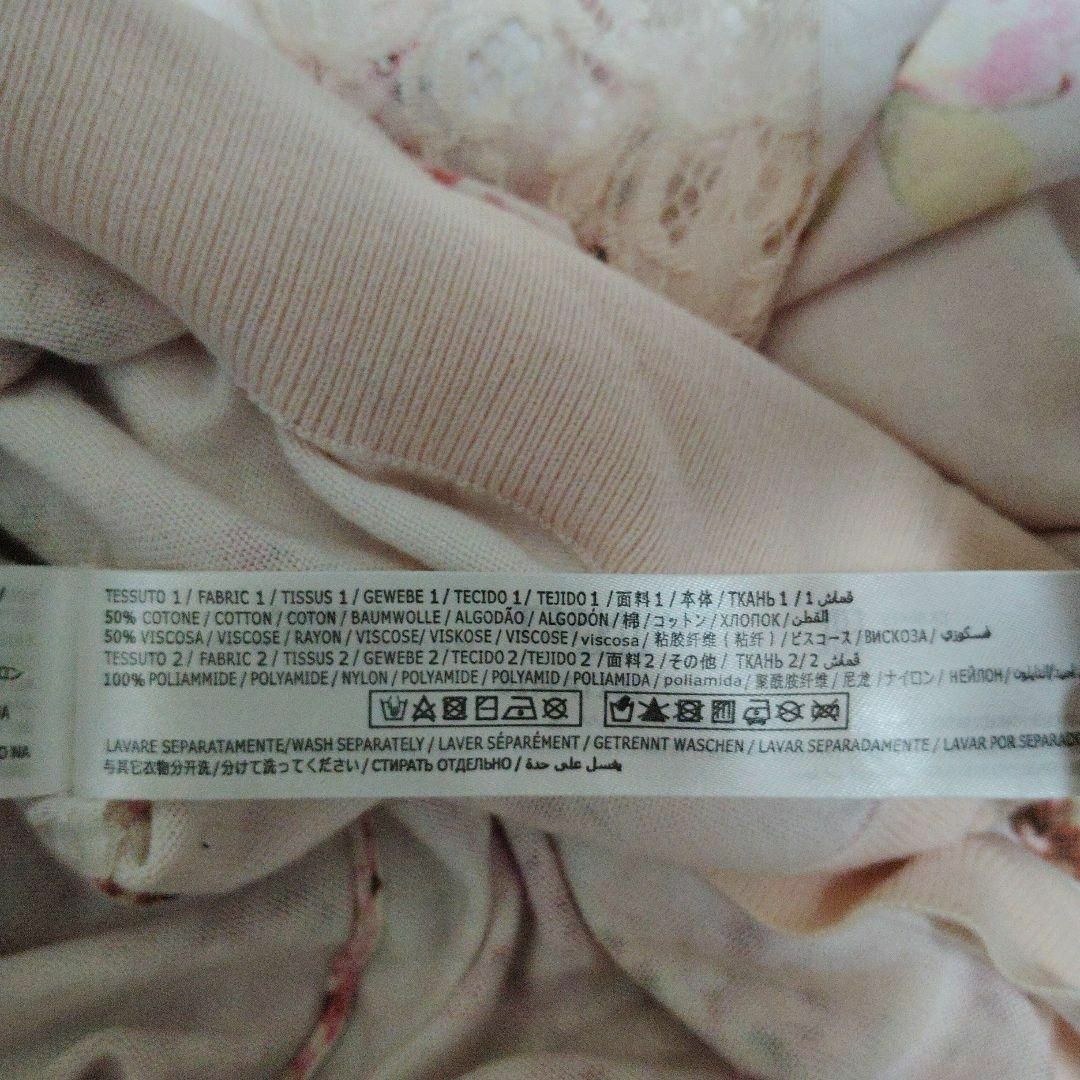 TESSUTO 1 / FABRIC 1 / TISSUS 1 / GEWEBE 1 / TECIDO 1 / TEJIDO 1 / 面料 1 / 本体 / ТКАНЬ 1 / 1 قماش
50% COTONE / COTTON / COTON / BAUMWOLLE / ALGODÃO / ALGODÓN / 棉 / コットン / ХЛОПОК / القطن
50% VISCOSA / VISCOSE / RAYON / VISCOSE / VISKOSE / VISCOSE / viscosa / 粘胶纤维 ( 粘纤 ) / ビスコース / ВИСКОЗА / فسكوزي
TESSUTO 2 / FABRIC 2 / TISSUS 2 / GEWEBE 2 / TECIDO 2 / TEJIDO 2 / 面料 2 / その他 / ТКАНЬ 2 / 2 قماش
100% POLIAMMIDE / POLYAMIDE / NYLON / POLYAMIDE / POLYAMID / POLIAMIDA / poliamida / 聚酰胺纤维 / 尼龙 / ナイロン / НЕЙЛОН /
LAVARE SEPARATAMENTE/WASH SEPARATELY / LAVER SÉPARÉMENT / GETRENNT WASCHEN / LAVAR SEPARADAMENTE / LAVAR POR SEPARADO
与其它衣物分开洗 / 分けて洗ってください / СТИРАТЬ ОТДЕЛЬНО / يغسل على حدة